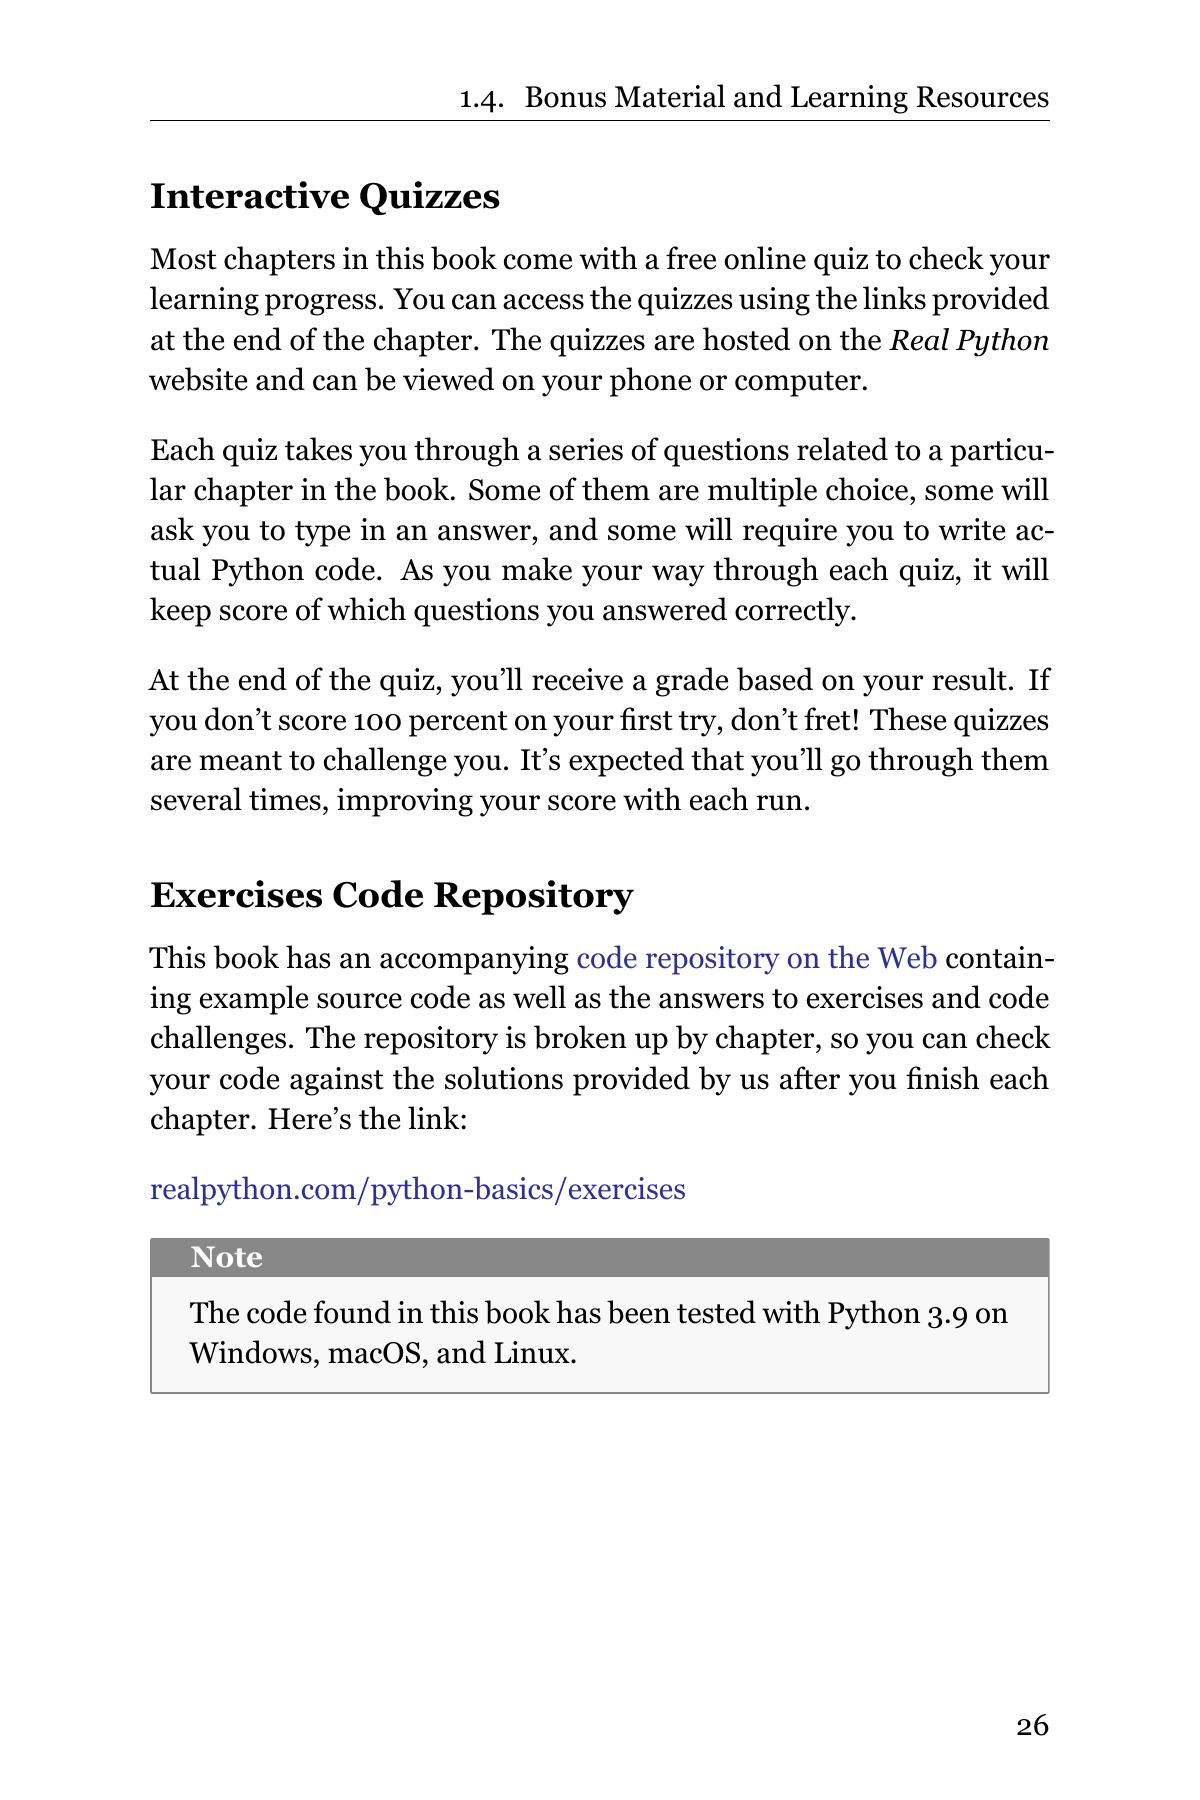 1.4. Bonus Material and Learning Resources
Interactive Quizzes
Most chapters in this book come with a free online quiz to check your
learning progress. You can access the quizzes using the links provided
at the end of the chapter. The quizzes are hosted on the Real Python
website and can be viewed on your phone or computer.
Each quiz takes you through a series of questions related to a particu-
lar chapter in the book. Some of them are multiple choice, some will
ask you to type in an answer, and some will require you to write ac-
tual Python code. As you make your way through each quiz, it will
keep score of which questions you answered correctly.
At the end of the quiz, you’ll receive a grade based on your result. If
you don’t score 100 percent on your first try, don’t fret! These quizzes
are meant to challenge you. It’s expected that you’ll go through them
several times, improving your score with each run.
Exercises Code Repository
This book has an accompanying code repository on the Web contain-
ing example source code as well as the answers to exercises and code
challenges. The repository is broken up by chapter, so you can check
your code against the solutions provided by us after you finish each
chapter. Here’s the link:
realpython.com/python-basics/exercises
Note
The code found in this book has been tested with Python 3.9 on
Windows, macOS, and Linux.
26